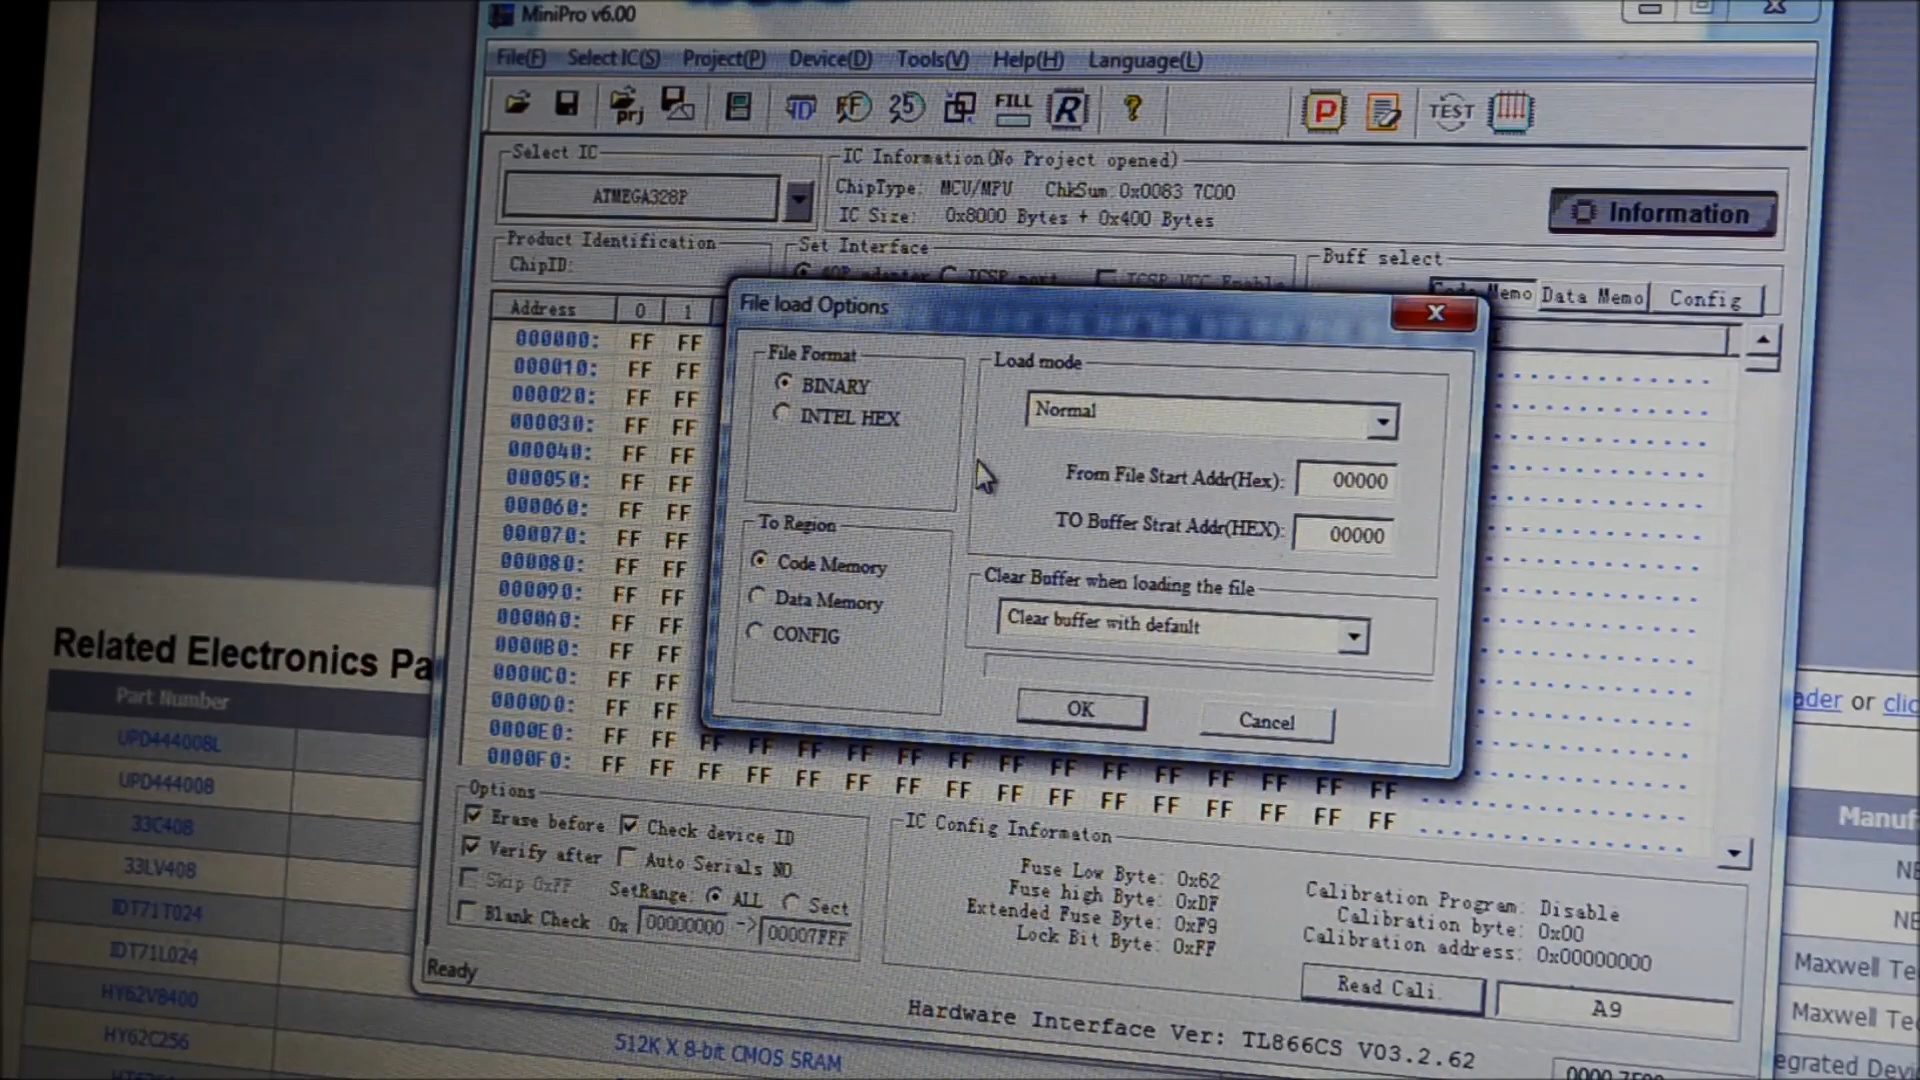 MiniPro v6.00
File(F) Select IC(S) Project(P) Device(D) Tools(V) Help(H) Language(L)
prj ID FF 25 FILL R ? P TEST
Select IC
ATMEGA328P
IC Information(No Project opened)
ChipType: MCU/MPU ChkSum:0x0083 7C00
IC Size: 0x8000 Bytes + 0x400 Bytes
Information
Product Identification
ChipID:
Set Interface
ICSP port ICSP VCC Enable
Buff select
Code Memo Data Memo Config
Address 0 1
000000: FF FF
000010: FF FF
000020: FF FF
000030: FF FF
000040: FF FF
000050: FF FF
000060: FF FF
000070: FF FF
000080: FF FF
000090: FF FF
0000A0: FF FF
0000B0: FF FF
0000C0: FF FF
0000D0: FF FF
0000E0: FF FF FF FF FF FF FF FF FF FF FF FF FF FF FF FF
0000F0: FF FF FF FF FF FF FF FF FF FF FF FF FF FF FF FF
File load Options
File Format
BINARY
INTEL HEX
To Region
Code Memory
Data Memory
CONFIG
Load mode
Normal
From File Start Addr(Hex): 00000
TO Buffer Strat Addr(HEX): 00000
Clear Buffer when loading the file
Clear buffer with default
OK Cancel
Options
Erase before Check device ID
Verify after Auto Serials NO
Skip 0xFF SetRange: ALL Sect
Blank Check 0x 00000000 -> 00007FFF
IC Config Informaton
Fuse Low Byte: 0x62
Fuse high Byte: 0xDF
Extended Fuse Byte: 0xF9
Lock Bit Byte: 0xFF
Calibration Program: Disable
Calibration byte: 0x00
Calibration address: 0x00000000
Read Cali. A9
Ready
Hardware Interface Ver: TL866CS V03.2.62
Related Electronics Pa
Part Number
UPD444008L
UPD444008
33C408
33LV408
IDT71T024
IDT71L024
HY62V8400
HY62C256
512K X 8-bit CMOS SRAM
ader or clic
Manuf
NE
NE
Maxwell Te
Maxwell Te
egrated Devi